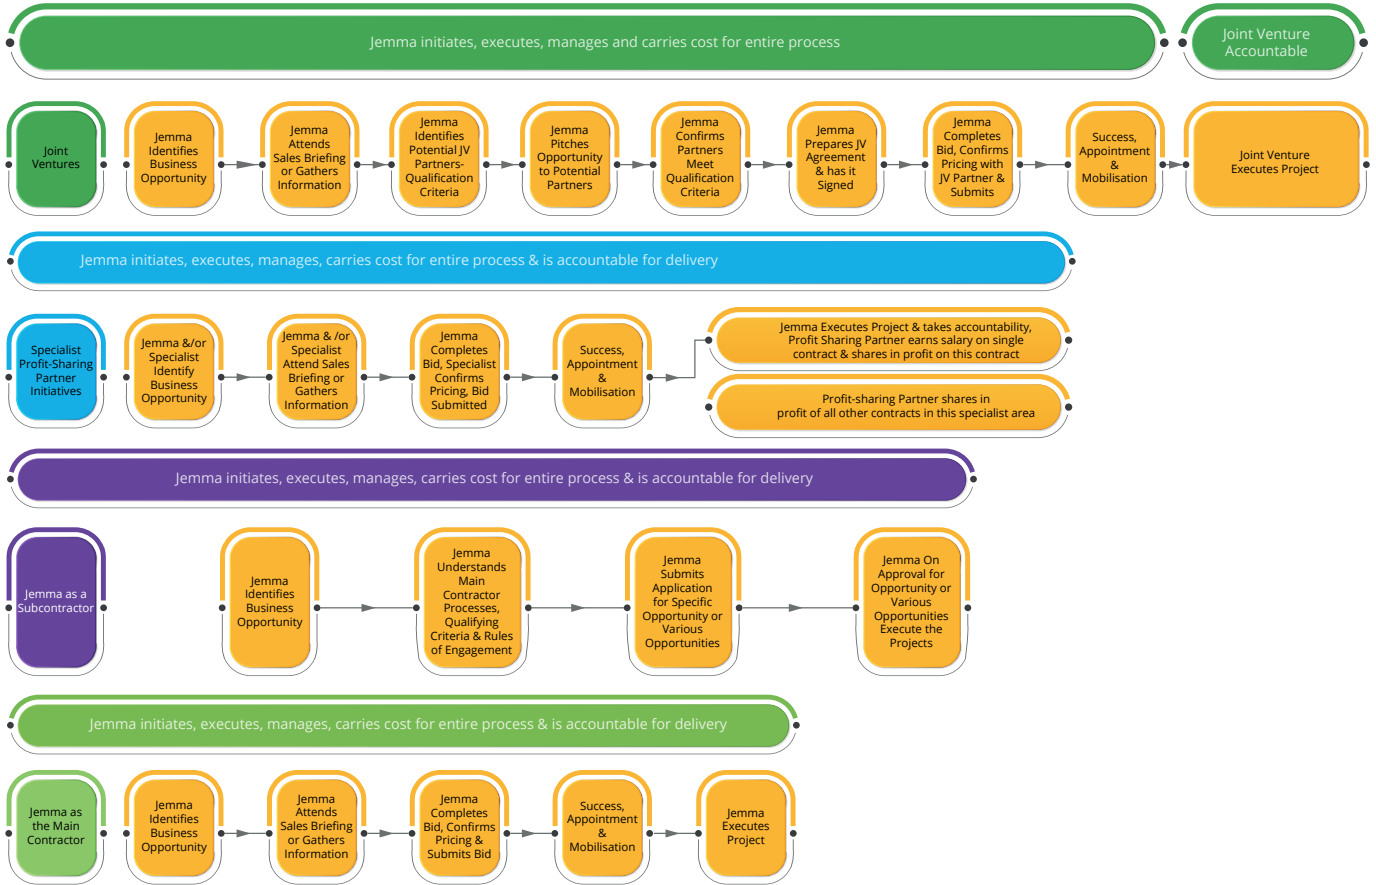 Jemma initiates, executes, manages and carries cost for entire process
Joint Venture
Accountable
Joint
Ventures
Jemma
Identifies
Business
Opportunity
Jemma
Attends
Sales Briefing
or Gathers
Information
Jemma
Identifies
Potential JV
Partners-
Qualification
Criteria
Jemma
Pitches
Opportunity
to Potential
Partners
Jemma
Confirms
Partners
Meet
Qualification
Criteria
Jemma
Prepares JV
Agreement
& has it
Signed
Jemma
Completes
Bid, Confirms
Pricing with
JV Partner &
Submits
Success,
Appointment
&
Mobilisation
Joint Venture
Executes Project
Jemma initiates, executes, manages, carries cost for entire process & is accountable for delivery
Specialist
Profit-Sharing
Partner
Initiatives
Jemma &/or
Specialist
Identify
Business
Opportunity
Jemma & /or
Specialist
Attend Sales
Briefing or
Gathers
Information
Jemma
Completes
Bid, Specialist
Confirms
Pricing, Bid
Submitted
Success,
Appointment
&
Mobilisation
Jemma Executes Project & takes accountability,
Profit Sharing Partner earns salary on single
contract & shares in profit on this contract
Profit-sharing Partner shares in
profit of all other contracts in this specialist area
Jemma initiates, executes, manages, carries cost for entire process & is accountable for delivery
Jemma as a
Subcontractor
Jemma
Identifies
Business
Opportunity
Jemma
Understands
Main
Contractor
Processes,
Qualifying
Criteria & Rules
of Engagement
Jemma
Submits
Application
for Specific
Opportunity or
Various
Opportunities
Jemma On
Approval for
Opportunity or
Various
Opportunities
Execute the
Projects
Jemma initiates, executes, manages, carries cost for entire process & is accountable for delivery
Jemma as
the Main
Contractor
Jemma
Identifies
Business
Opportunity
Jemma
Attends
Sales Briefing
or Gathers
Information
Jemma
Completes
Bid, Confirms
Pricing &
Submits Bid
Success,
Appointment
&
Mobilisation
Jemma
Executes
Project